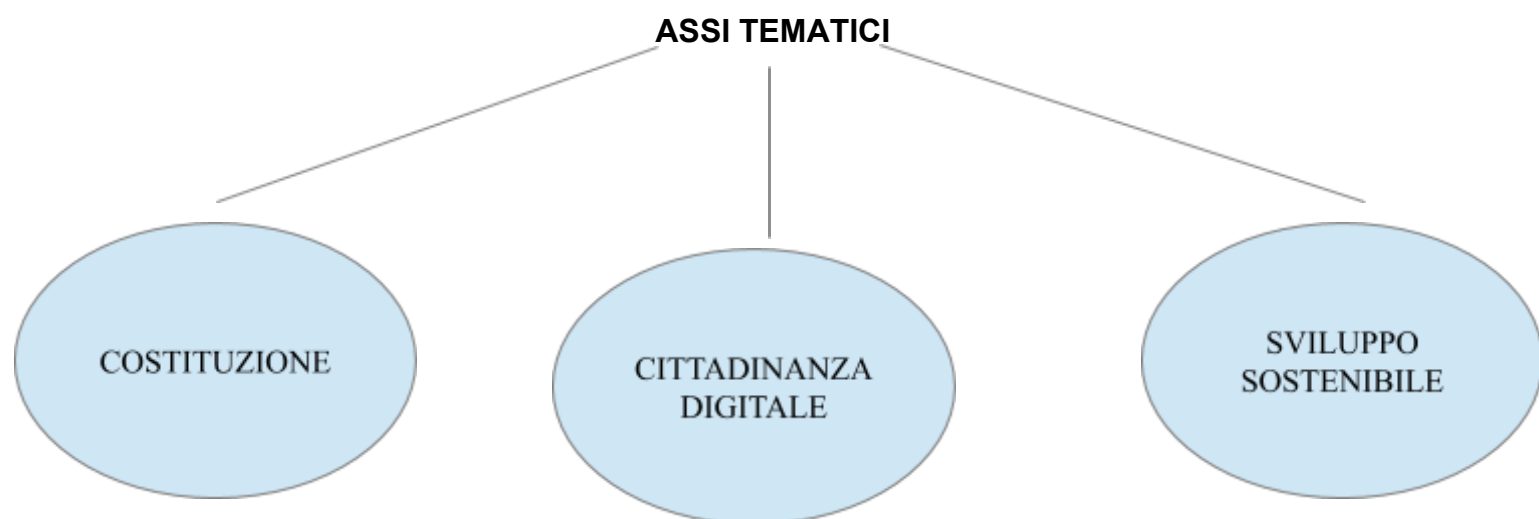 ASSI TEMATICI
COSTITUZIONE
CITTADINANZA
DIGITALE
SVILUPPO
SOSTENIBILE